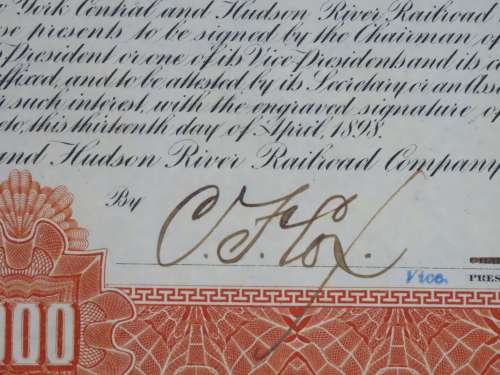 York Central and Hudson River Railroad
presents to be signed by the Chairman, o
President or one of its Vice-Presidents and its co
affixed, and to be attested by its Secretary or an Ass
such interest, with the engraved signature o
this thirteenth day of April, 1898.
and Hudson River Railroad Company
By C. F. Cox.
Vice PRES
000